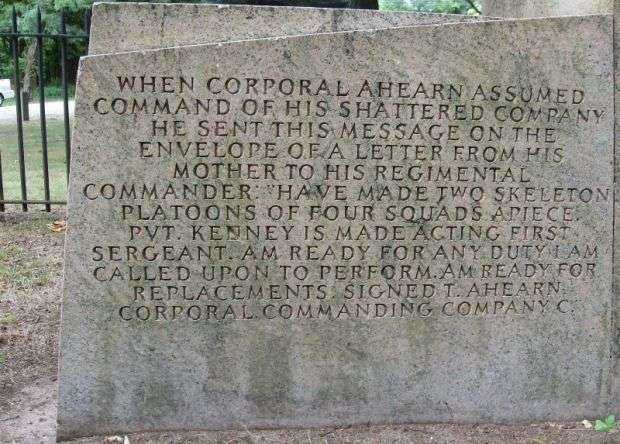 WHEN CORPORAL AHEARN ASSUMED
COMMAND OF HIS SHATTERED COMPANY
HE SENT THIS MESSAGE ON THE
ENVELOPE OF A LETTER FROM HIS
MOTHER TO HIS REGIMENTAL
COMMANDER: "HAVE MADE TWO SKELETON
PLATOONS OF FOUR SQUADS APIECE.
PVT. KENNEY IS MADE ACTING FIRST
SERGEANT. AM READY FOR ANY DUTY I AM
CALLED UPON TO PERFORM. AM READY FOR
REPLACEMENTS. SIGNED T. AHEARN,
CORPORAL, COMMANDING COMPANY C."